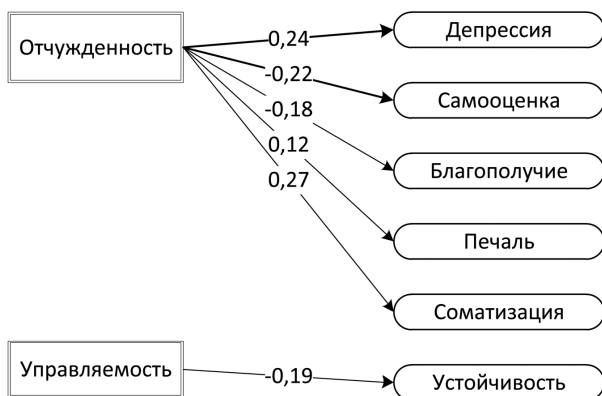 Отчужденность
0,24
Депрессия
-0,22
Самооценка
-0,18
Благополучие
0,12
Печаль
0,27
Соматизация
Управляемость
-0,19
Устойчивость